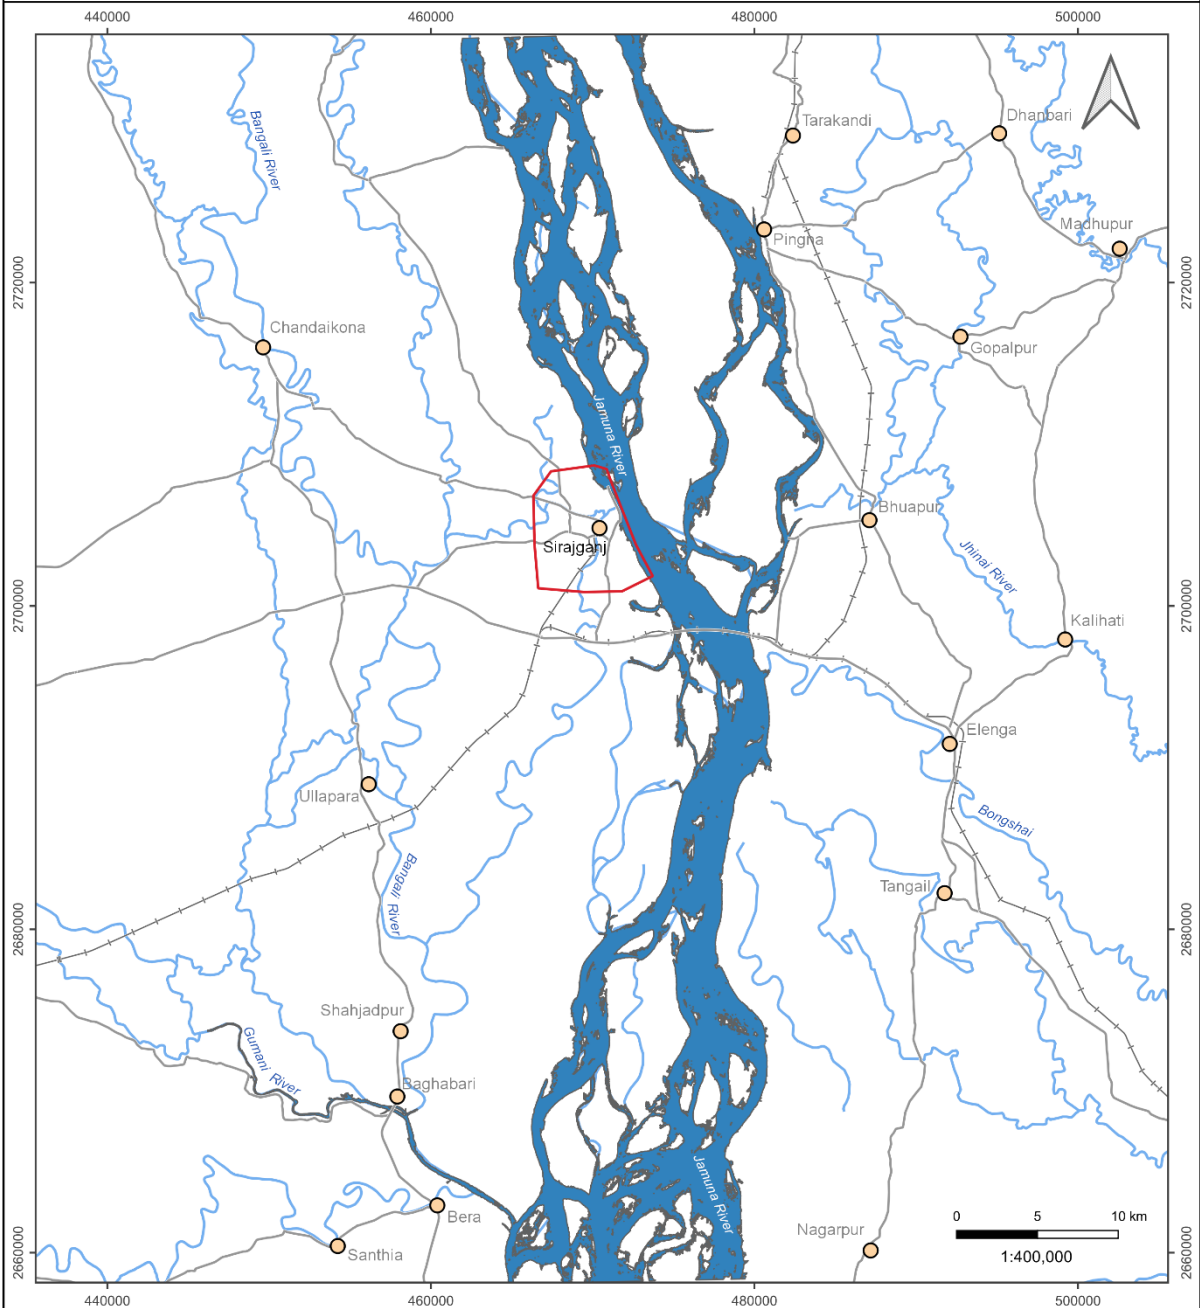 440000
460000
480000
500000
Tarakandi
Dhanbari
Bangali River
Madhupur
Pingna
2720000
2720000
Chandaikona
Gopalpur
Jamuna River
Bhuapur
Sirajganj
Jhinai River
2700000
2700000
Kalihati
Elenga
Ullapara
Bongshai
Bangali River
Tangail
2680000
2680000
Shahjadpur
Gumani River
Baghabari
Jamuna River
Bera
Nagarpur
0 5 10 km
1:400,000
Santhia
2660000
2660000
440000
460000
480000
500000